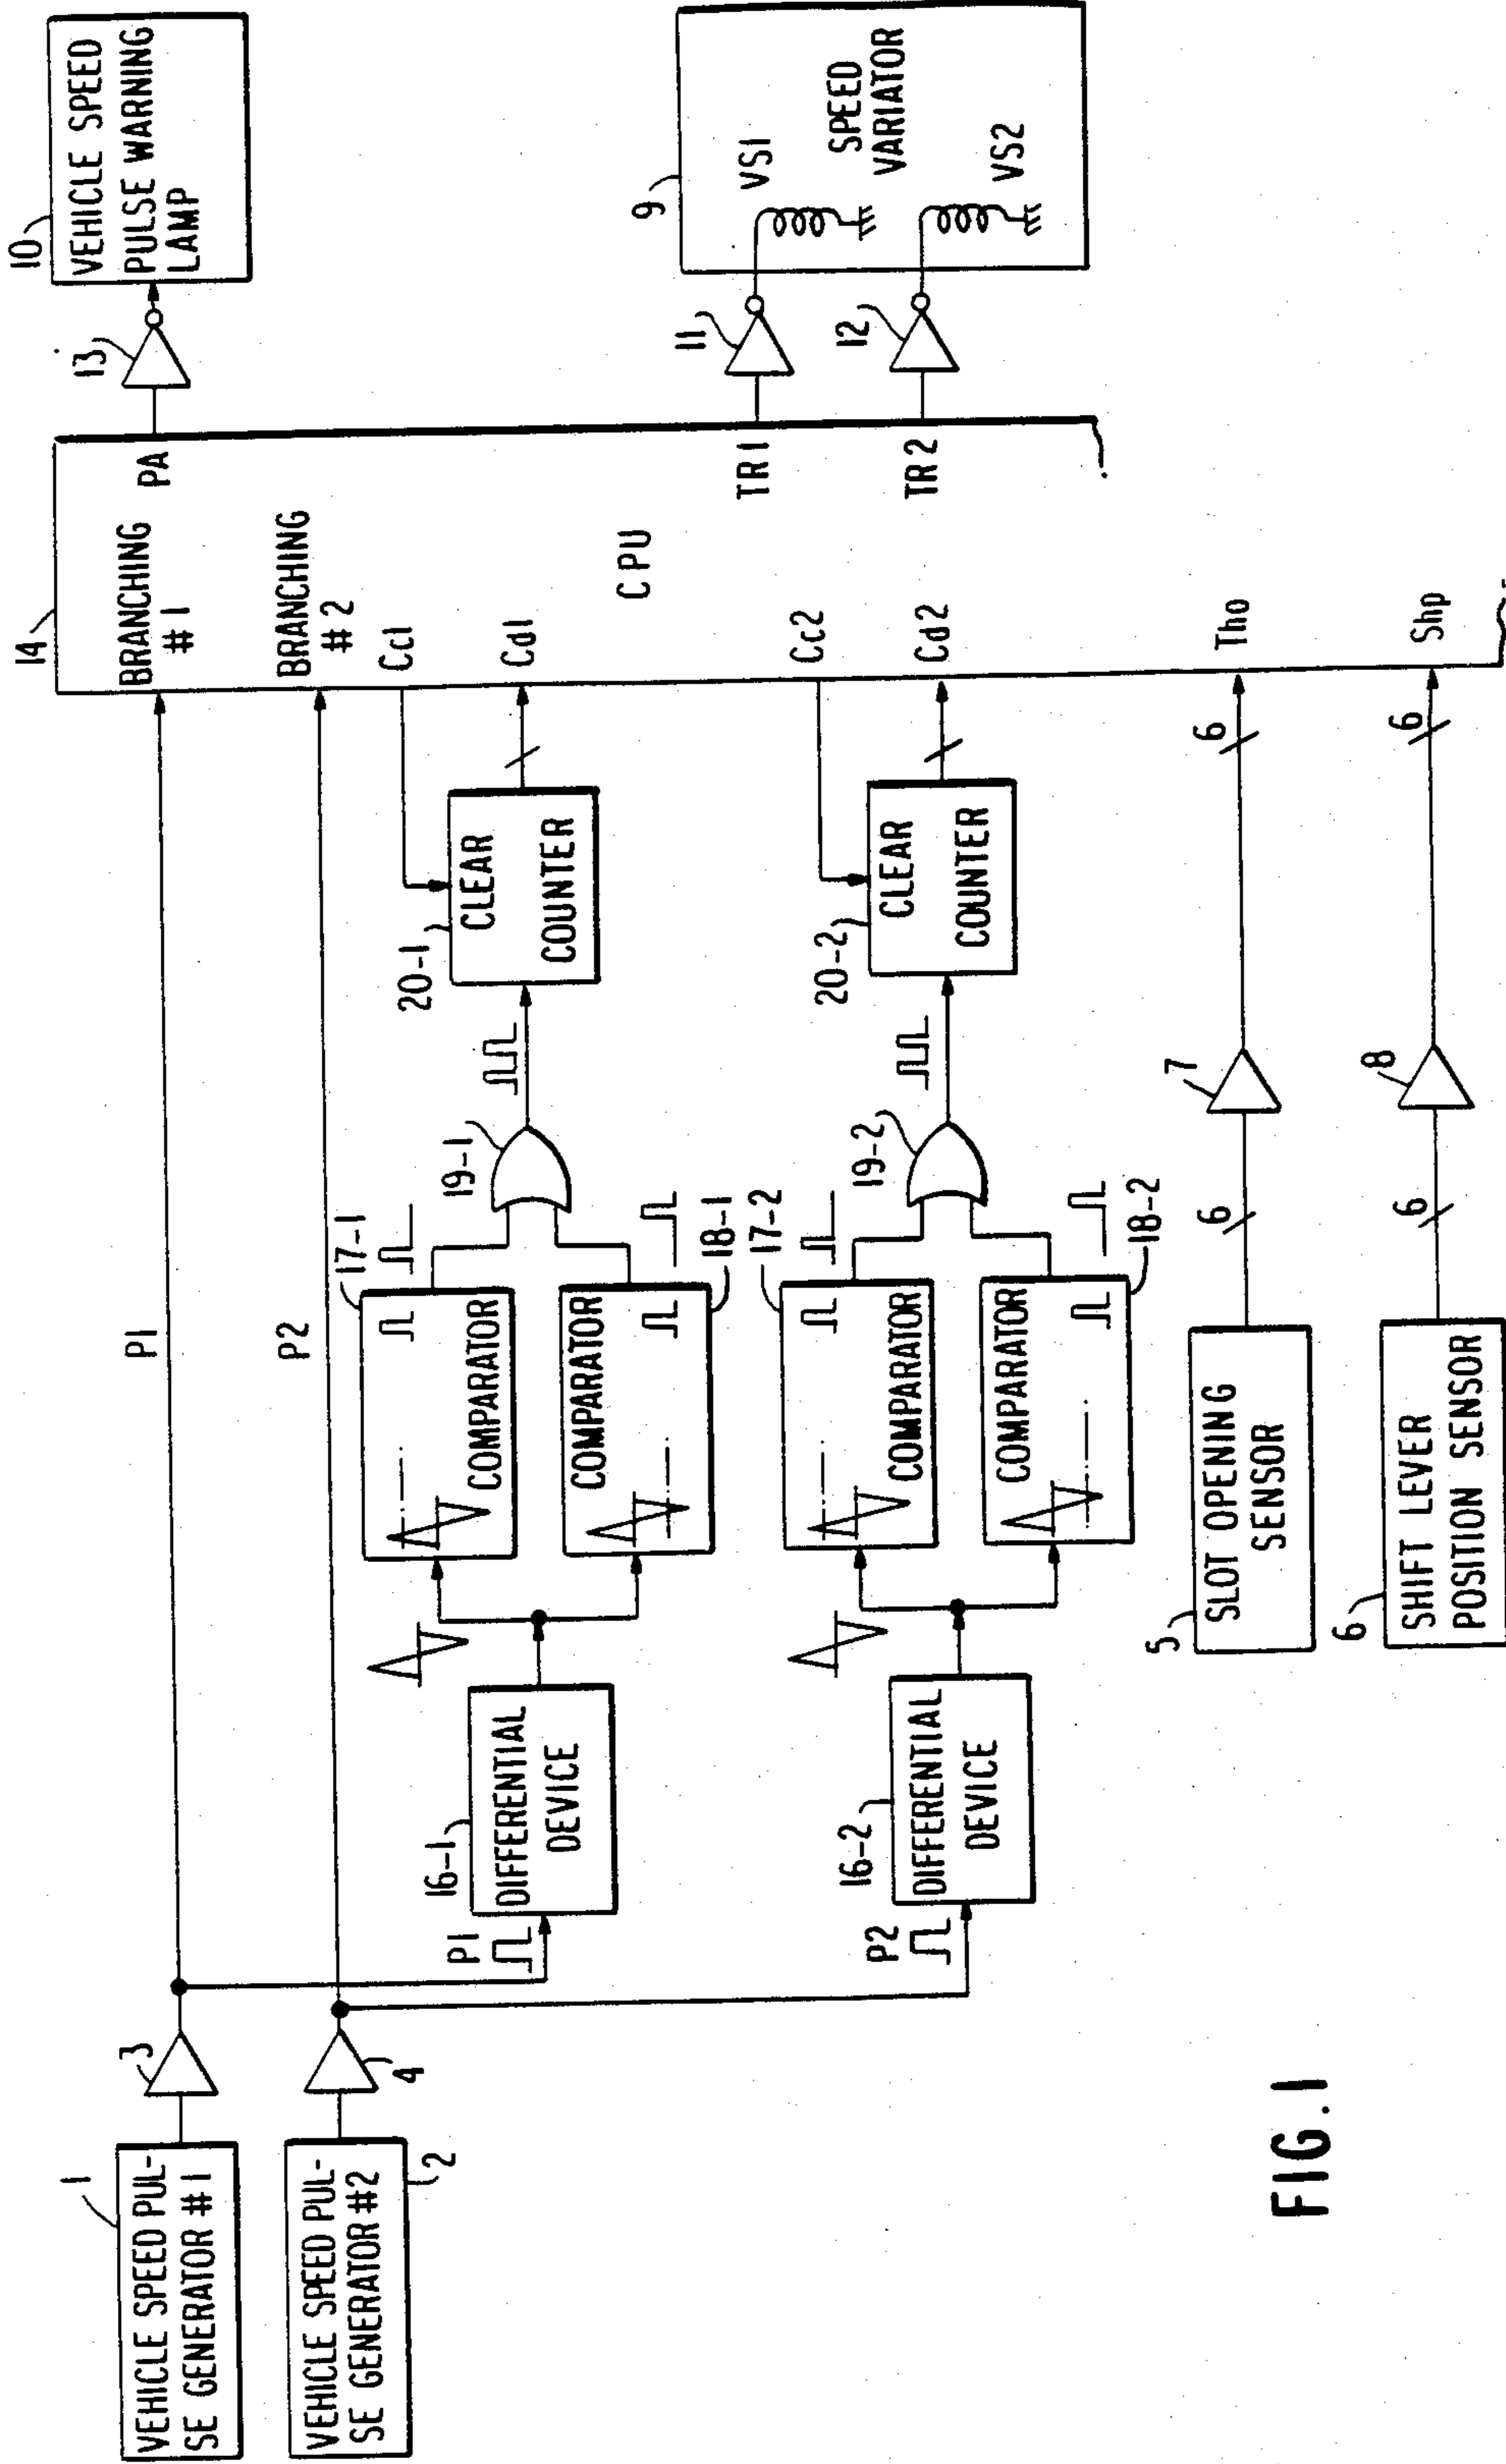 1
VEHICLE SPEED PUL-
SE GENERATOR #1
3
P1
VEHICLE SPEED PUL-
SE GENERATOR #2
2
4
P2
14
BRANCHING
#1
BRANCHING
#2
Cc1
Cd1
CPU
Cc2
Cd2
Tho
Shp
PA
TR1
TR2
13
10
VEHICLE SPEED
PULSE WARNING
LAMP
11
12
9
VS1
SPEED
VARIATOR
VS2
P1
16-1
DIFFERENTIAL
DEVICE
17-1
COMPARATOR
COMPARATOR
18-1
19-1
20-1
CLEAR
COUNTER
P2
16-2
DIFFERENTIAL
DEVICE
17-2
COMPARATOR
COMPARATOR
18-2
19-2
20-2
CLEAR
COUNTER
5
SLOT OPENING
SENSOR
6
7
6
6
SHIFT LEVER
POSITION SENSOR
6
8
6
FIG.1